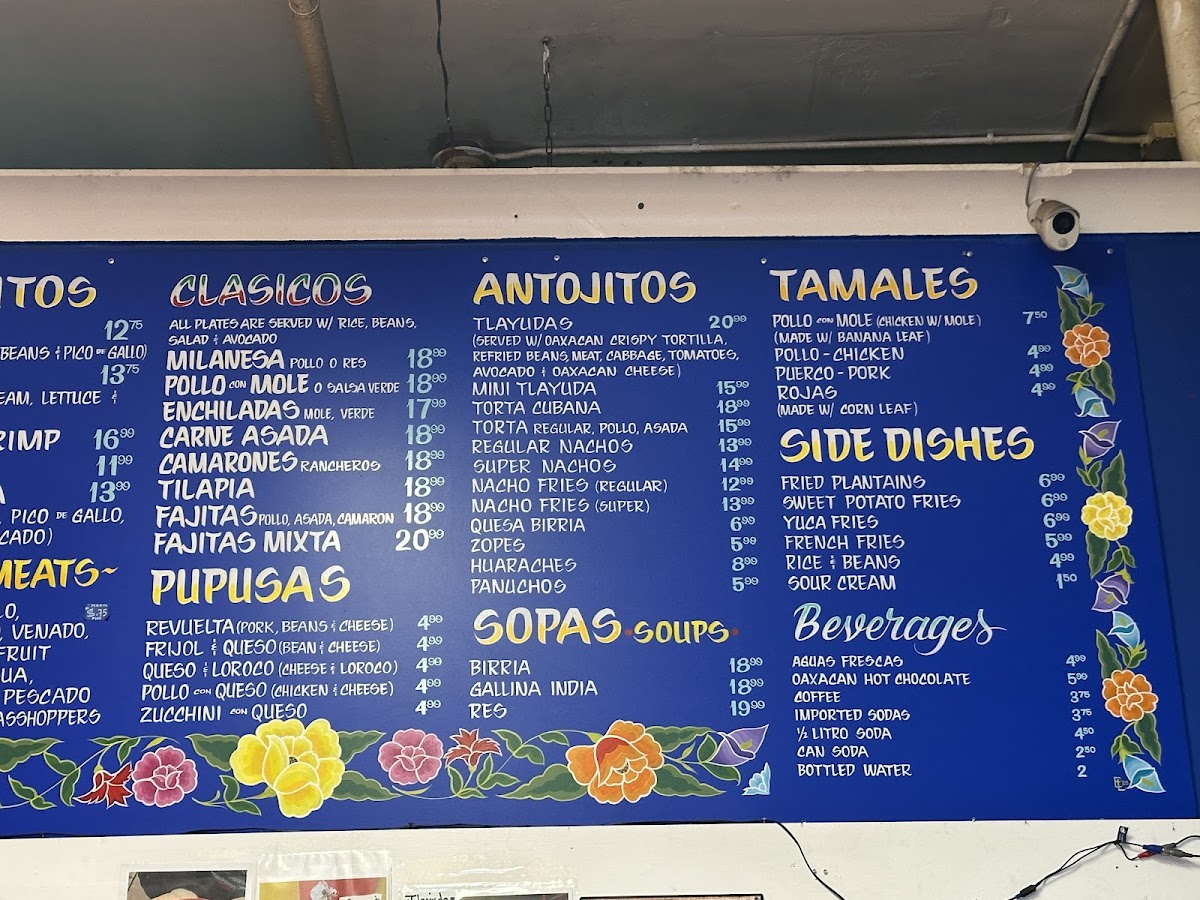 ITOS
12.75
BEANS & PICO DE GALLO)
13.75
EAM, LETTUCE &
RIMP 16.99
11.99
A 13.99
PICO DE GALLO,
CADO)
MEATS~
LO,
VENADO,
FRUIT
UA,
PESCADO
ASSHOPPERS
CLASICOS
ALL PLATES ARE SERVED W/ RICE, BEANS,
SALAD & AVOCADO
MILANESA POLLO O RES 18.99
POLLO CON MOLE O SALSA VERDE 18.99
ENCHILADAS MOLE, VERDE 17.99
CARNE ASADA 18.99
CAMARONES RANCHEROS 18.99
TILAPIA 18.99
FAJITAS POLLO, ASADA, CAMARON 18.99
FAJITAS MIXTA 20.99
PUPUSAS
REVUELTA (PORK, BEANS & CHEESE) 4.99
FRIJOL & QUESO (BEAN & CHEESE) 4.99
QUESO & LOROCO (CHEESE & LOROCO) 4.99
POLLO CON QUESO (CHICKEN & CHEESE) 4.99
ZUCCHINI CON QUESO 4.99
ANTOJITOS
TLAYUDAS 20.99
(SERVED W/ OAXACAN CRISPY TORTILLA,
REFRIED BEANS, MEAT, CABBAGE, TOMATOES,
AVOCADO & OAXACAN CHEESE)
MINI TLAYUDA 15.99
TORTA CUBANA 18.99
TORTA REGULAR, POLLO, ASADA 15.99
REGULAR NACHOS 13.90
SUPER NACHOS 14.99
NACHO FRIES (REGULAR) 12.99
NACHO FRIES (SUPER) 13.99
QUESA BIRRIA 6.99
ZOPES 5.99
HUARACHES 8.99
PANUCHOS 5.99
SOPAS • SOUPS •
BIRRIA 18.99
GALLINA INDIA 18.99
RES 19.99
TAMALES
POLLO CON MOLE (CHICKEN W/ MOLE) 7.50
(MADE W/ BANANA LEAF)
POLLO - CHICKEN 4.99
PUERCO - PORK 4.99
ROJAS 4.99
(MADE W/ CORN LEAF)
SIDE DISHES
FRIED PLANTAINS 6.99
SWEET POTATO FRIES 6.99
YUCA FRIES 6.99
FRENCH FRIES 5.99
RICE & BEANS 4.99
SOUR CREAM 1.50
Beverages
AGUAS FRESCAS 4.99
OAXACAN HOT CHOCOLATE 5.99
COFFEE 3.75
IMPORTED SODAS 3.75
½ LITRO SODA 4.50
CAN SODA 2.50
BOTTLED WATER 2